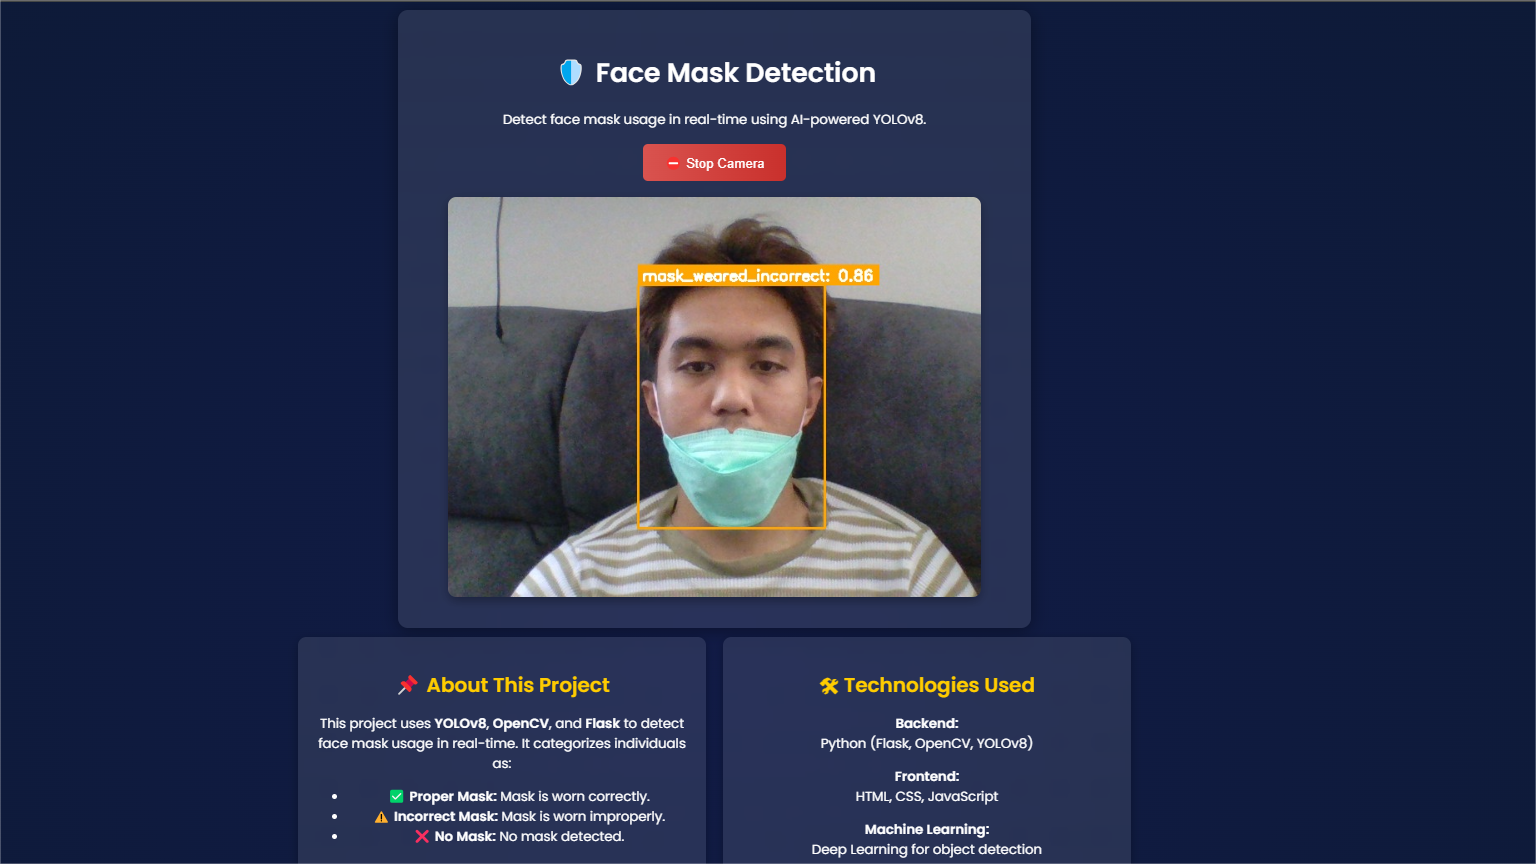 Face Mask Detection
Detect face mask usage in real-time using AI-powered YOLOv8.
Stop Camera
mask_weared_incorrect: 0.86
About This Project
This project uses YOLOv8, OpenCV, and Flask to detect
face mask usage in real-time. It categorizes individuals
as:
Proper Mask: Mask is worn correctly.
Incorrect Mask: Mask is worn improperly.
No Mask: No mask detected.
Technologies Used
Backend:
Python (Flask, OpenCV, YOLOv8)
Frontend:
HTML, CSS, JavaScript
Machine Learning:
Deep Learning for object detection